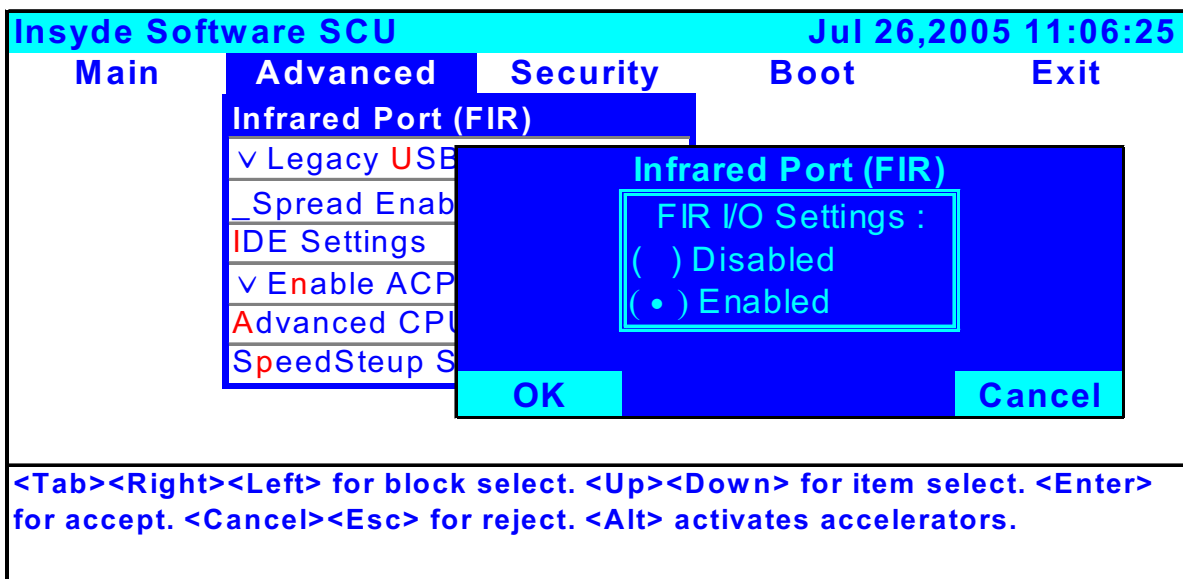 Insyde Software SCU Jul 26,2005 11:06:25
Main Advanced Security Boot Exit
Infrared Port (FIR)
∨ Legacy USB
_Spread Enab
IDE Settings
∨ Enable ACP
Advanced CPU
SpeedSteup S
Infrared Port (FIR)
FIR I/O Settings :
( ) Disabled
( • ) Enabled
OK Cancel
<Tab><Right><Left> for block select. <Up><Down> for item select. <Enter>
for accept. <Cancel><Esc> for reject. <Alt> activates accelerators.